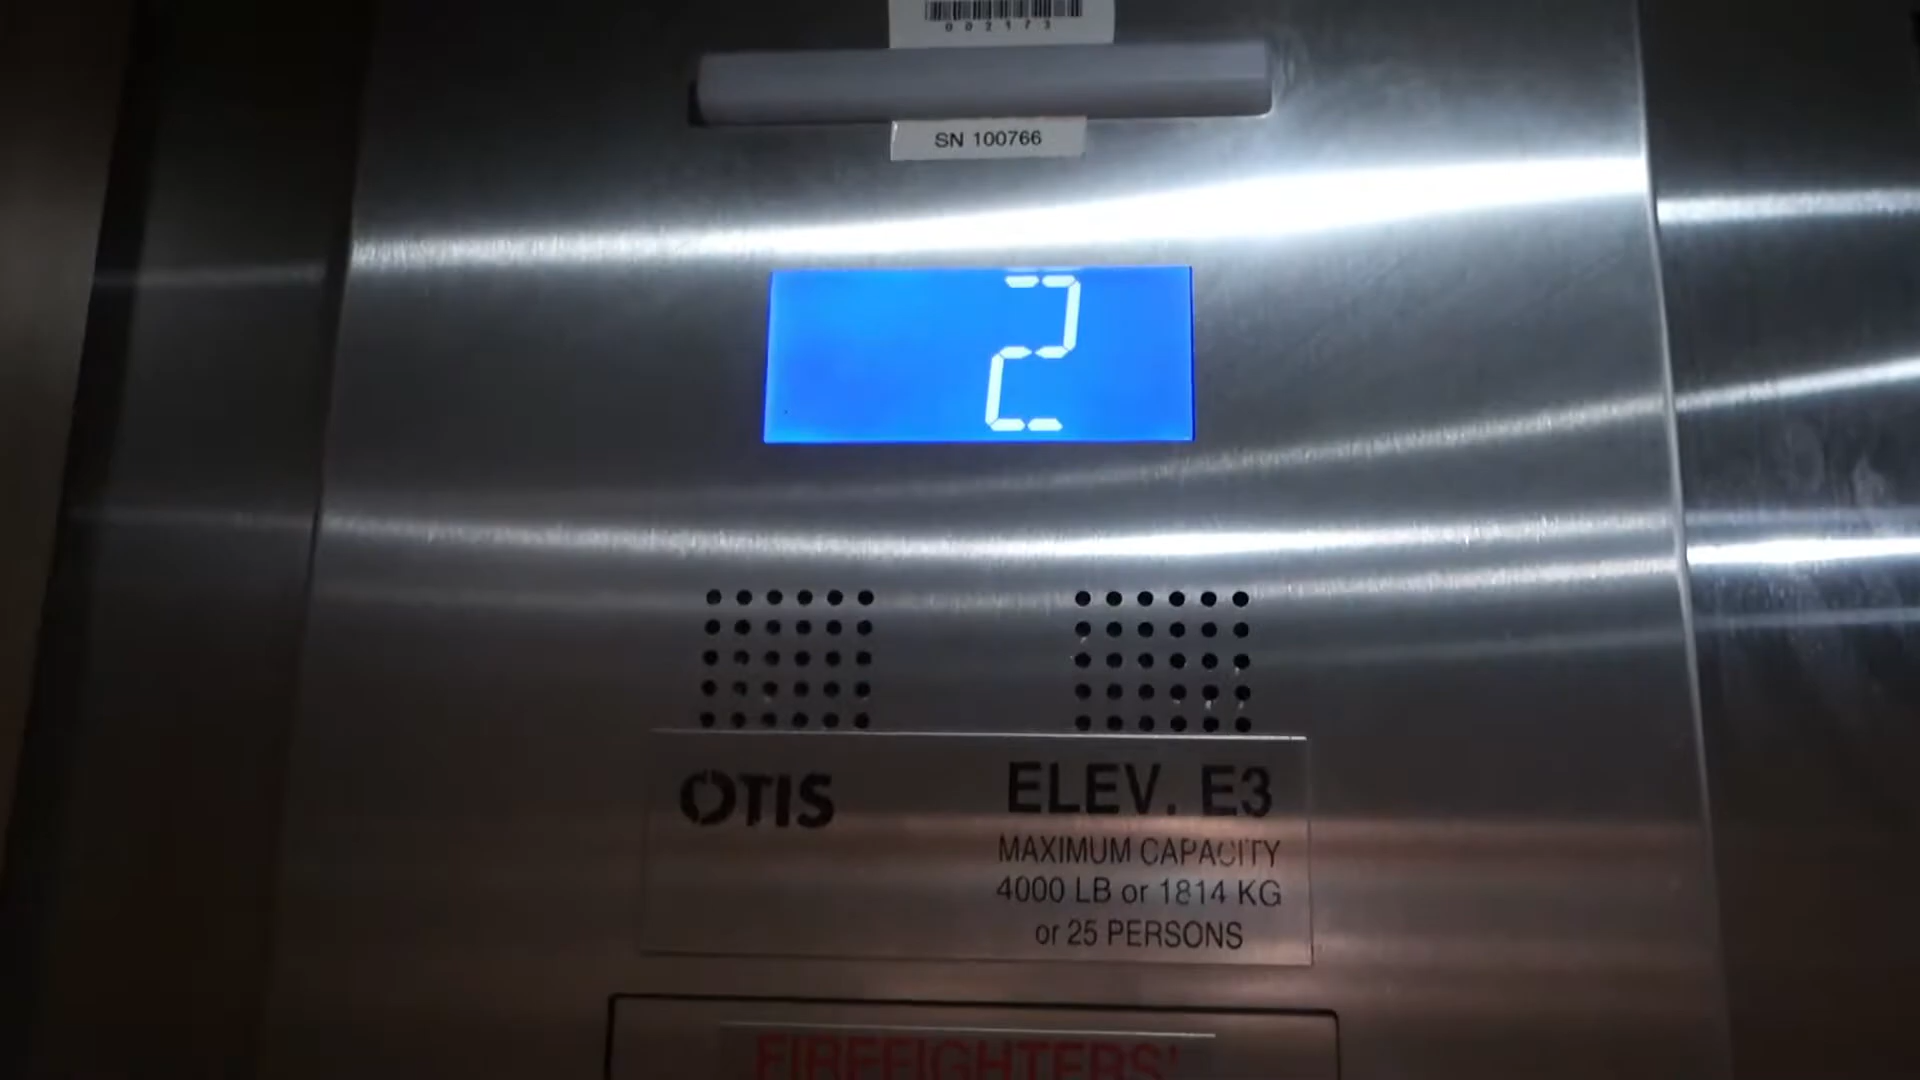 SN 100766
2
OTIS
ELEV. E3
MAXIMUM CAPACITY
4000 LB or 1814 KG
or 25 PERSONS
FIREFIGHTERS'